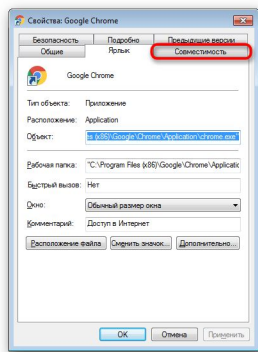 Свойства: Google Chrome
Безопасность Подробно Предыдущие версии
Общие Ярлык Совместимость
Google Chrome
Тип объекта: Приложение
Расположение: Application
Объект: es (x86)\Google\Chrome\Application\chrome.exe"
Рабочая папка: "C:\Program Files (x86)\Google\Chrome\Applicatic
Быстрый вызов: Нет
Окно: Обычный размер окна
Комментарий: Доступ в Интернет
Расположение файла Сменить значок... Дополнительно...
OK Отмена Применить